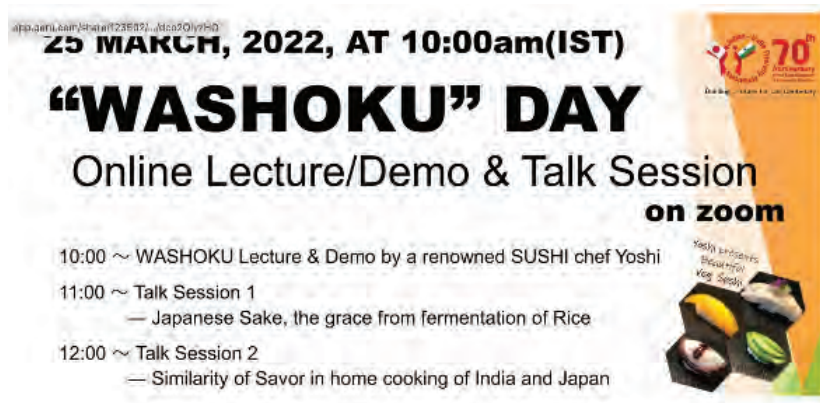 25 MARCH, 2022, AT 10:00am(IST)
70th
Anniversary
“WASHOKU” DAY
Online Lecture/Demo & Talk Session
on zoom
10:00 ～ WASHOKU Lecture & Demo by a renowned SUSHI chef Yoshi
Yoshi presents
Beautiful
Veg Sushi
11:00 ～ Talk Session 1
— Japanese Sake, the grace from fermentation of Rice
12:00 ～ Talk Session 2
— Similarity of Savor in home cooking of India and Japan